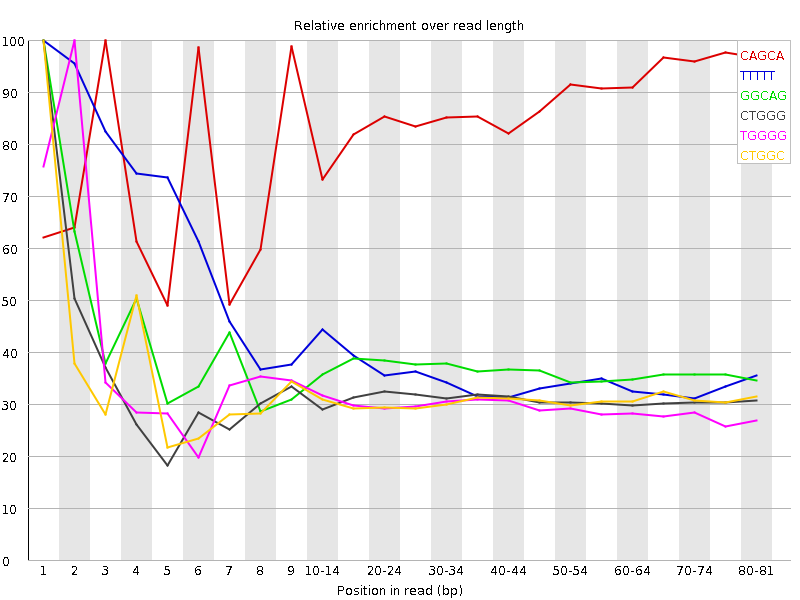 Relative enrichment over read length
100
90
80
70
60
50
40
30
20
10
0
CAGCA
TTTTT
GGCAG
CTGGG
TGGGG
CTGGC
1 2 3 4 5 6 7 8 9 10-14 20-24 30-34 40-44 50-54 60-64 70-74 80-81
Position in read (bp)